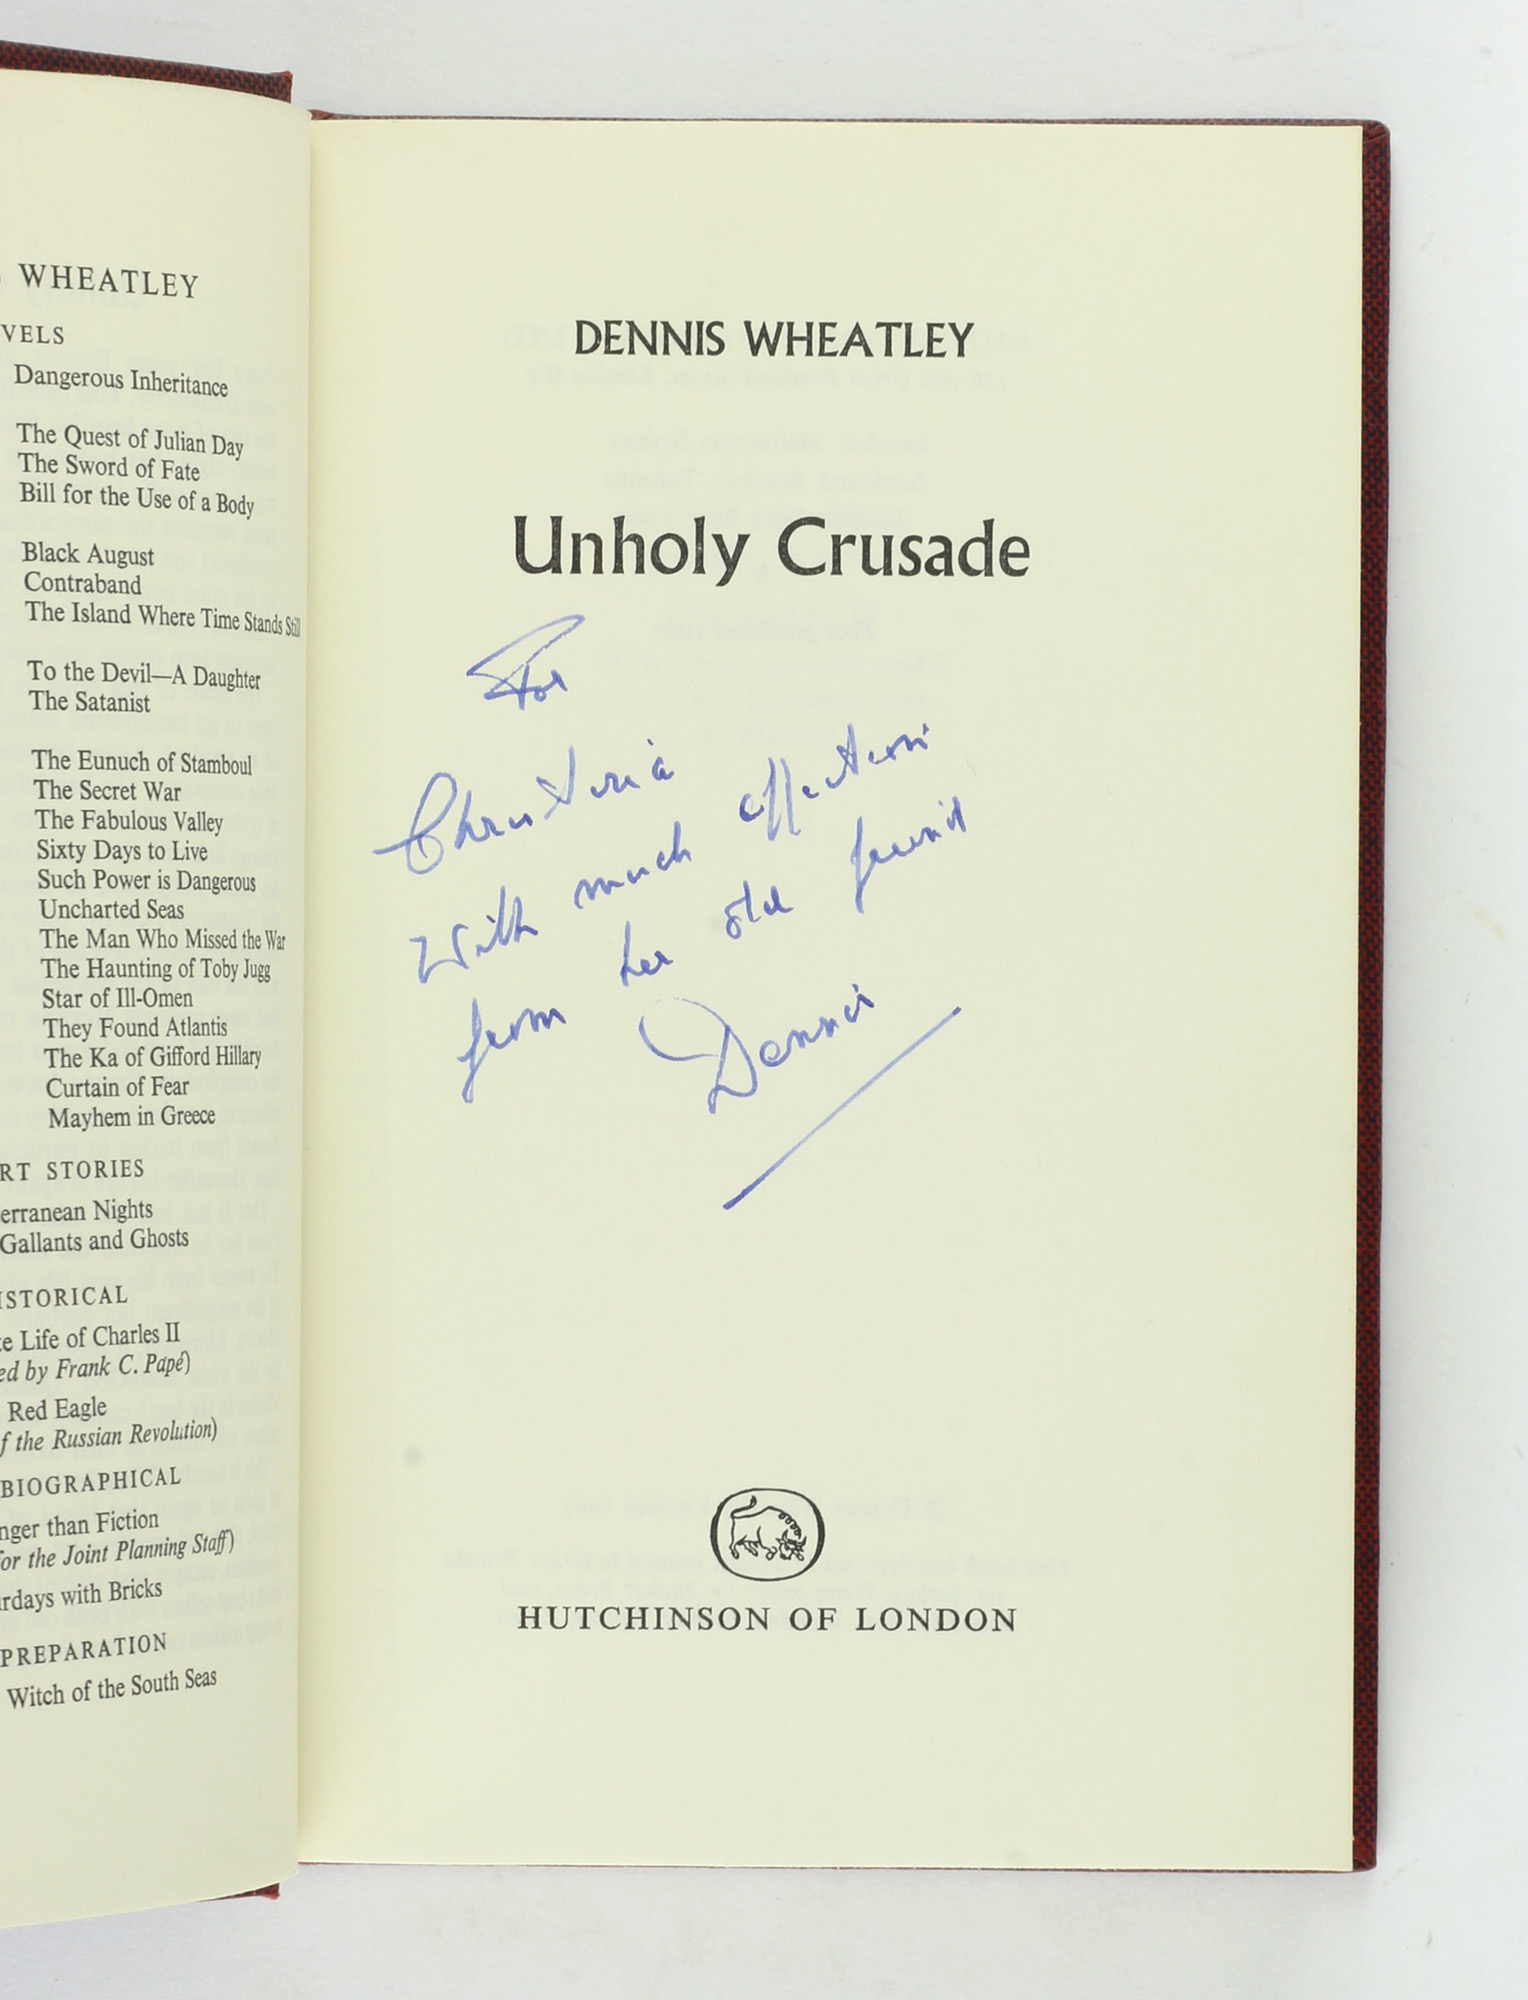 WHEATLEY
VELS
Dangerous Inheritance
The Quest of Julian Day
The Sword of Fate
Bill for the Use of a Body
Black August
Contraband
The Island Where Time Stands Still
To the Devil—A Daughter
The Satanist
The Eunuch of Stamboul
The Secret War
The Fabulous Valley
Sixty Days to Live
Such Power is Dangerous
Uncharted Seas
The Man Who Missed the War
The Haunting of Toby Jugg
Star of Ill-Omen
They Found Atlantis
The Ka of Gifford Hillary
Curtain of Fear
Mayhem in Greece
RT STORIES
erranean Nights
Gallants and Ghosts
ISTORICAL
te Life of Charles II
ed by Frank C. Papé)
Red Eagle
f the Russian Revolution)
BIOGRAPHICAL
nger than Fiction
for the Joint Planning Staff)
urdays with Bricks
PREPARATION
Witch of the South Seas
DENNIS WHEATLEY
Unholy Crusade
For
With much affection
from her old friend
Dennis
HUTCHINSON OF LONDON